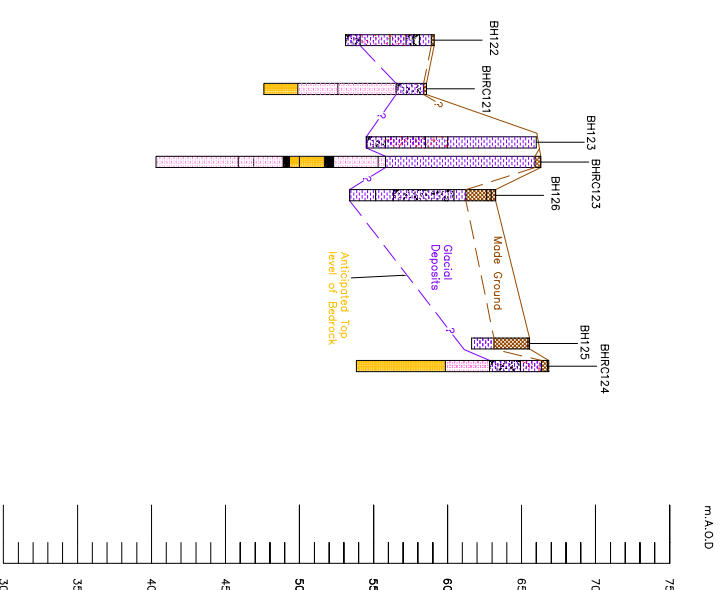 BH122
BHRC121
BH123
BHRC123
BH126
BH125
BHRC124
?
?
?
?
Made Ground
Glacial
Deposits
Anticipated Top
level of Bedrock
m.A.O.D
30
35
40
45
50
55
60
65
70
75